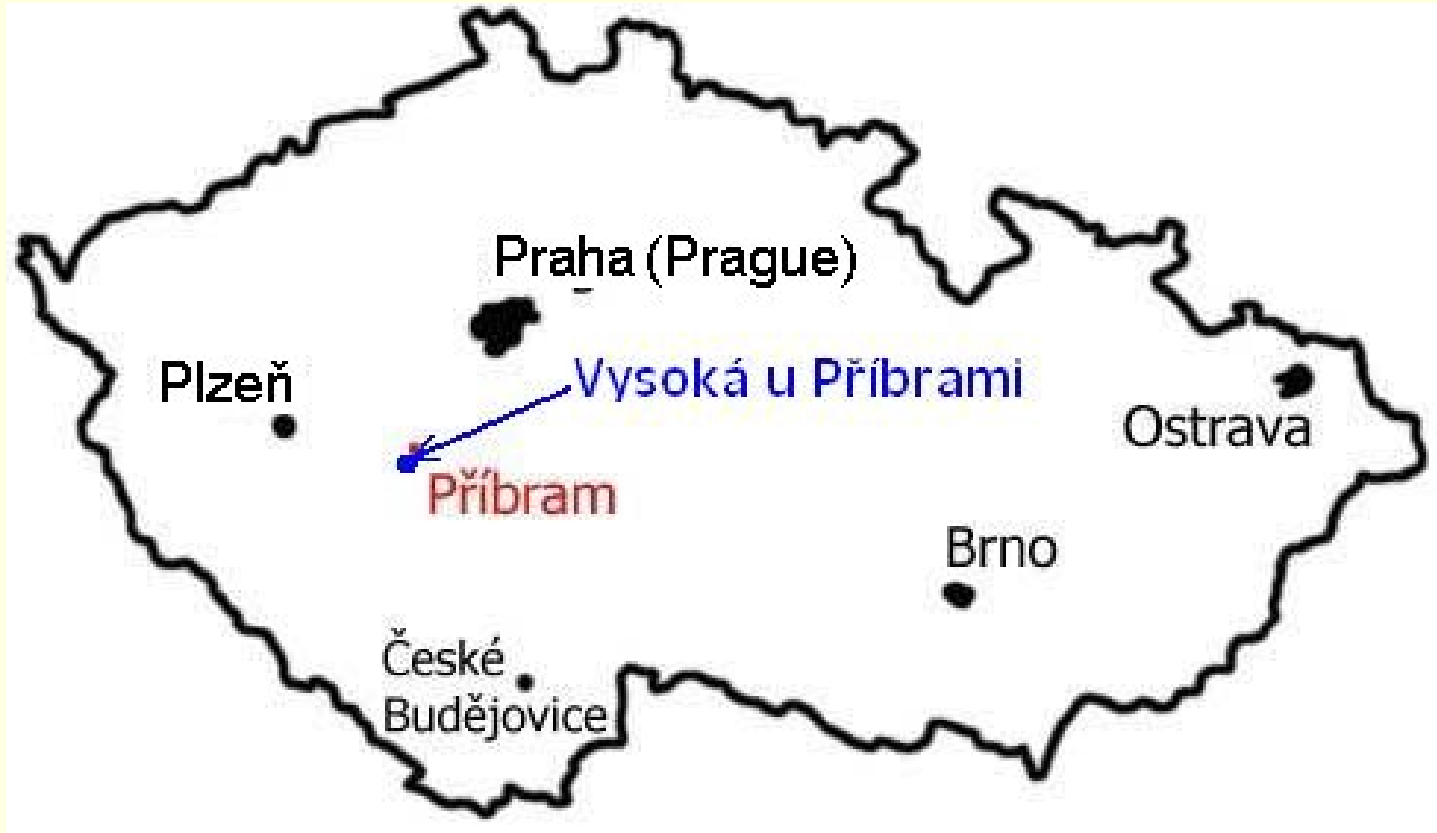 Praha (Prague)
Plzeň
Vysoká u Příbrami
Ostrava
Příbram
Brno
České
Budějovice